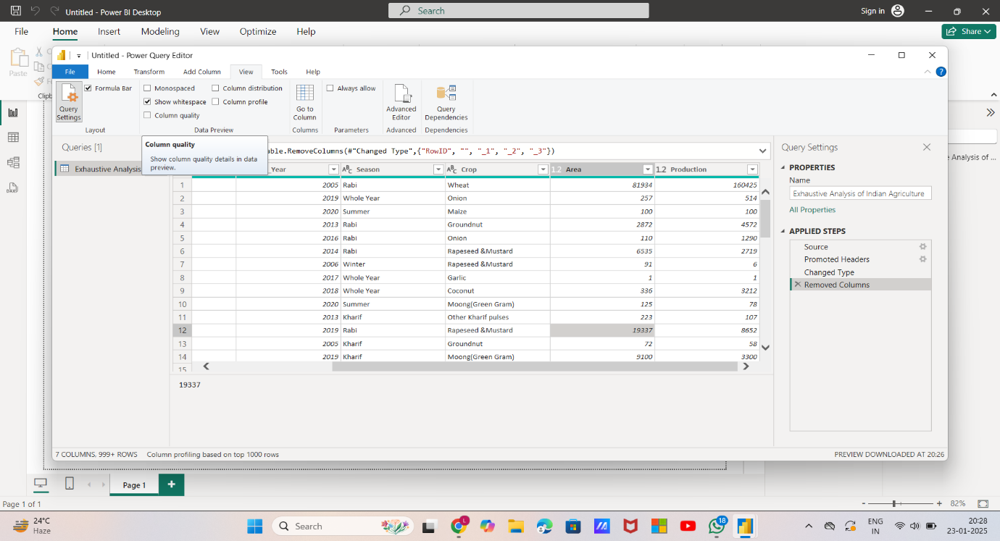 Untitled - Power BI Desktop
Search
Sign in
File Home Insert Modeling View Optimize Help
Share
Paste
Untitled - Power Query Editor
File Home Transform Add Column View Tools Help
Query Settings
Formula Bar
Layout
Monospaced
Show whitespace
Column quality
Column distribution
Column profile
Data Preview
Go to Column
Columns
Always allow
Parameters
Advanced Editor
Advanced
Query Dependencies
Dependencies
Queries [1]
Exhaustive Analysis
Column quality
Show column quality details in data
preview.
able.RemoveColumns(#"Changed Type",{"RowID", "", "_1", "_2", "_3"})
_Year ABC Season ABC Crop 1.2 Area 1.2 Production
1 2005 Rabi Wheat 81934 160425
2 2019 Whole Year Onion 257 514
3 2020 Summer Maize 100 100
4 2013 Rabi Groundnut 2872 4572
5 2016 Rabi Onion 110 1290
6 2014 Rabi Rapeseed &Mustard 6535 2719
7 2006 Winter Rapeseed &Mustard 91 6
8 2017 Whole Year Garlic 1 1
9 2018 Whole Year Coconut 336 3212
10 2020 Summer Moong(Green Gram) 125 78
11 2013 Kharif Other Kharif pulses 223 107
12 2019 Rabi Rapeseed &Mustard 19337 8652
13 2005 Kharif Groundnut 72 58
14 2019 Kharif Moong(Green Gram) 9100 3300
15
19337
Query Settings
PROPERTIES
Name
Exhaustive Analysis of Indian Agriculture
All Properties
APPLIED STEPS
Source
Promoted Headers
Changed Type
Removed Columns
e Analysis of ...
7 COLUMNS, 999+ ROWS Column profiling based on top 1000 rows
PREVIEW DOWNLOADED AT 20:26
Page 1
Page 1 of 1
82%
24°C
Haze
Search
18
ENG
IN
20:28
23-01-2025